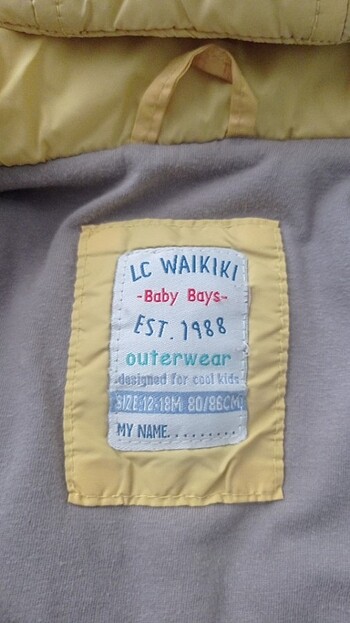 LC WAIKIKI
-Baby Bays-
EST. 1988
outerwear
designed for cool kids
SIZE:12-18M 80/86CM
MY NAME.........